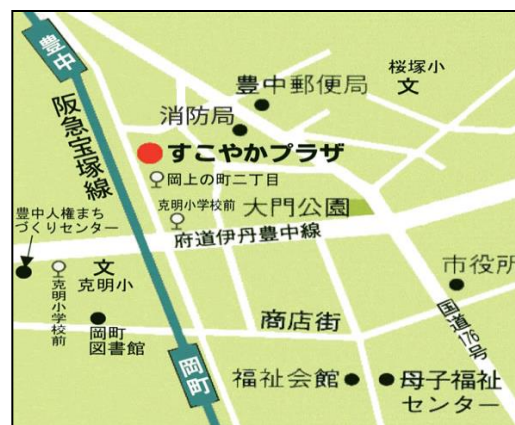 豊中
阪急宝塚線
桜塚小
文
豊中郵便局
消防局
すこやかプラザ
岡上の町二丁目
克明小学校前
大門公園
府道伊丹豊中線
豊中人権まち
づくりセンター
文
克明小
克明小学校前
市役所
国道176号
岡町
図書館
商店街
岡町
福祉会館
母子福祉
センター